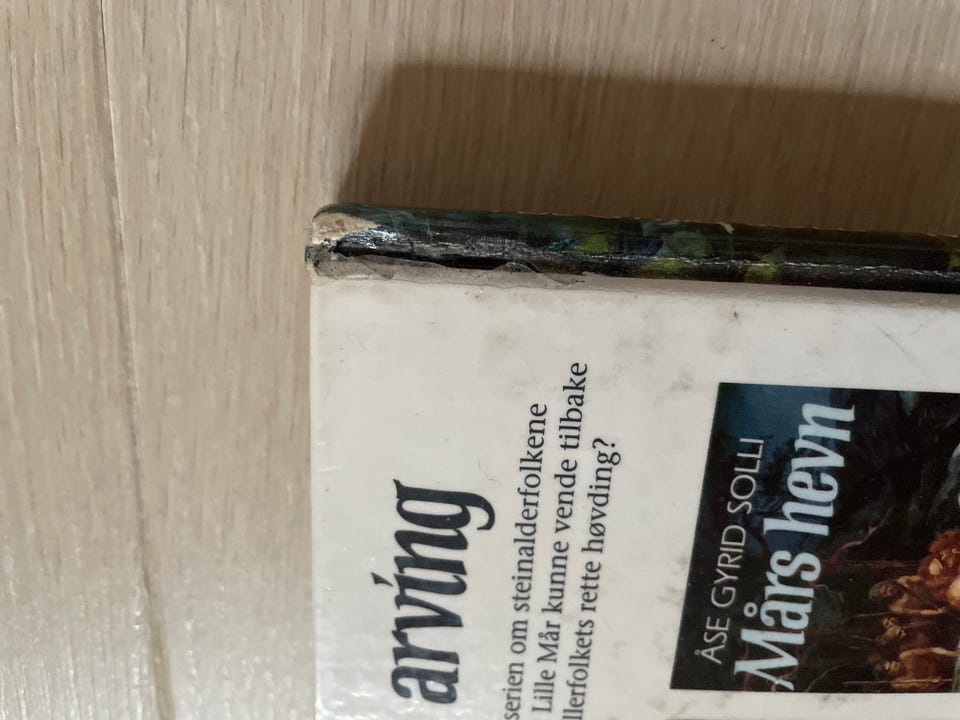 arving
serien om steinalderfolkene
Lille Mår kunne vende tilbake
llerfolkets rette høvding?
ÅSE GYRID SOLLI
Mårs hevn